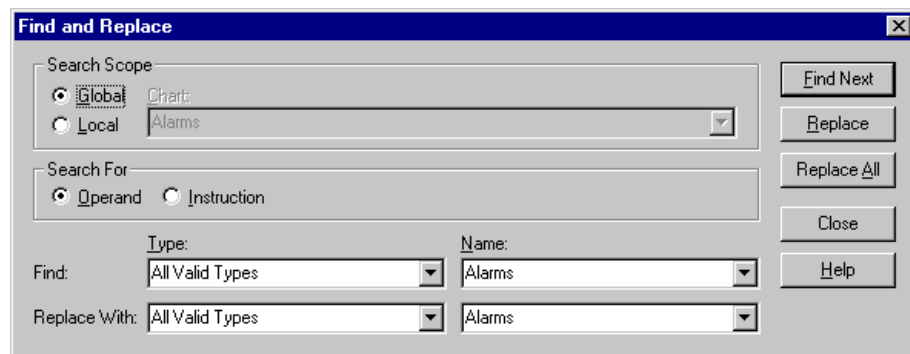 Find and Replace
Search Scope
Global
Chart:
Local
Alarms
Find Next
Replace
Replace All
Search For
Operand
Instruction
Close
Help
Type:
Name:
Find:
All Valid Types
Alarms
Replace With:
All Valid Types
Alarms